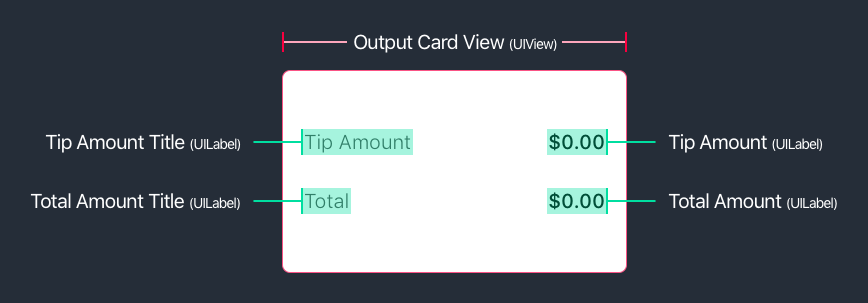 Output Card View (UIView)
Tip Amount Title (UILabel) Tip Amount $0.00 Tip Amount (UILabel)
Total Amount Title (UILabel) Total $0.00 Total Amount (UILabel)